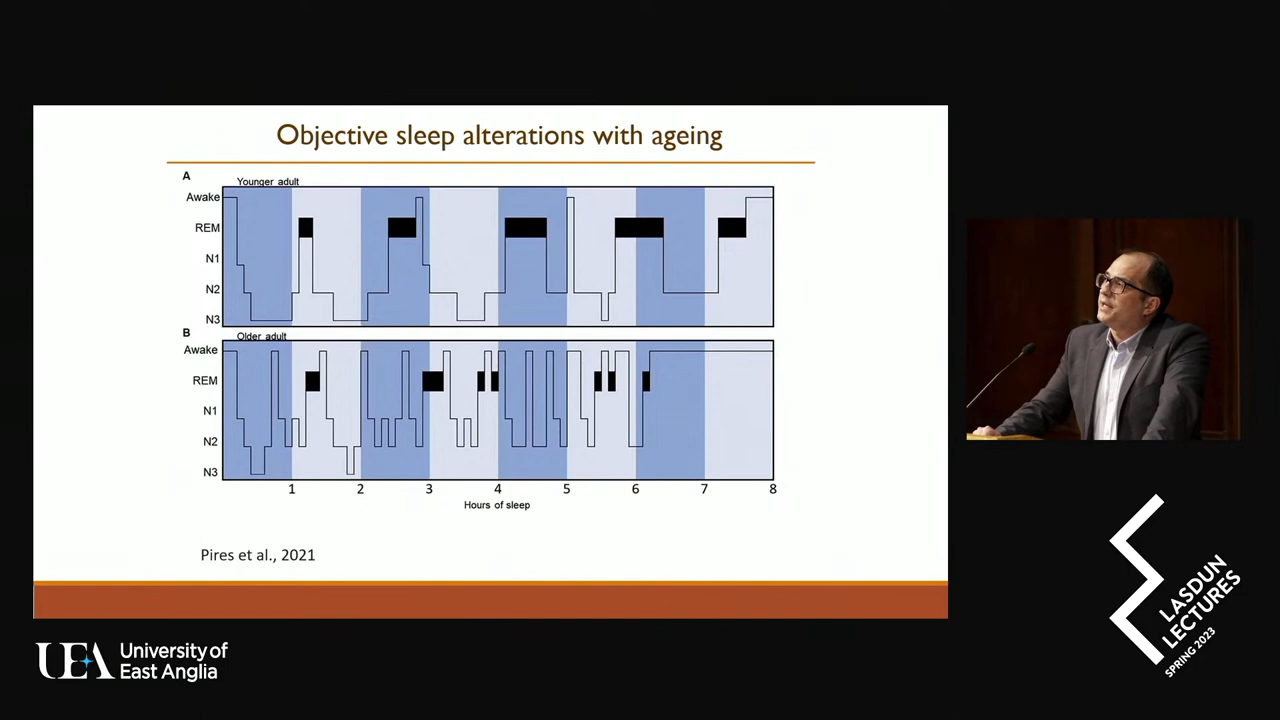 Objective sleep alterations with ageing
A
Younger adult
Awake
REM
N1
N2
N3
B
Older adult
Awake
REM
N1
N2
N3
1 2 3 4 5 6 7 8
Hours of sleep
Pires et al., 2021
UEA University of
East Anglia
LASDUN
LECTURES
SPRING 2023